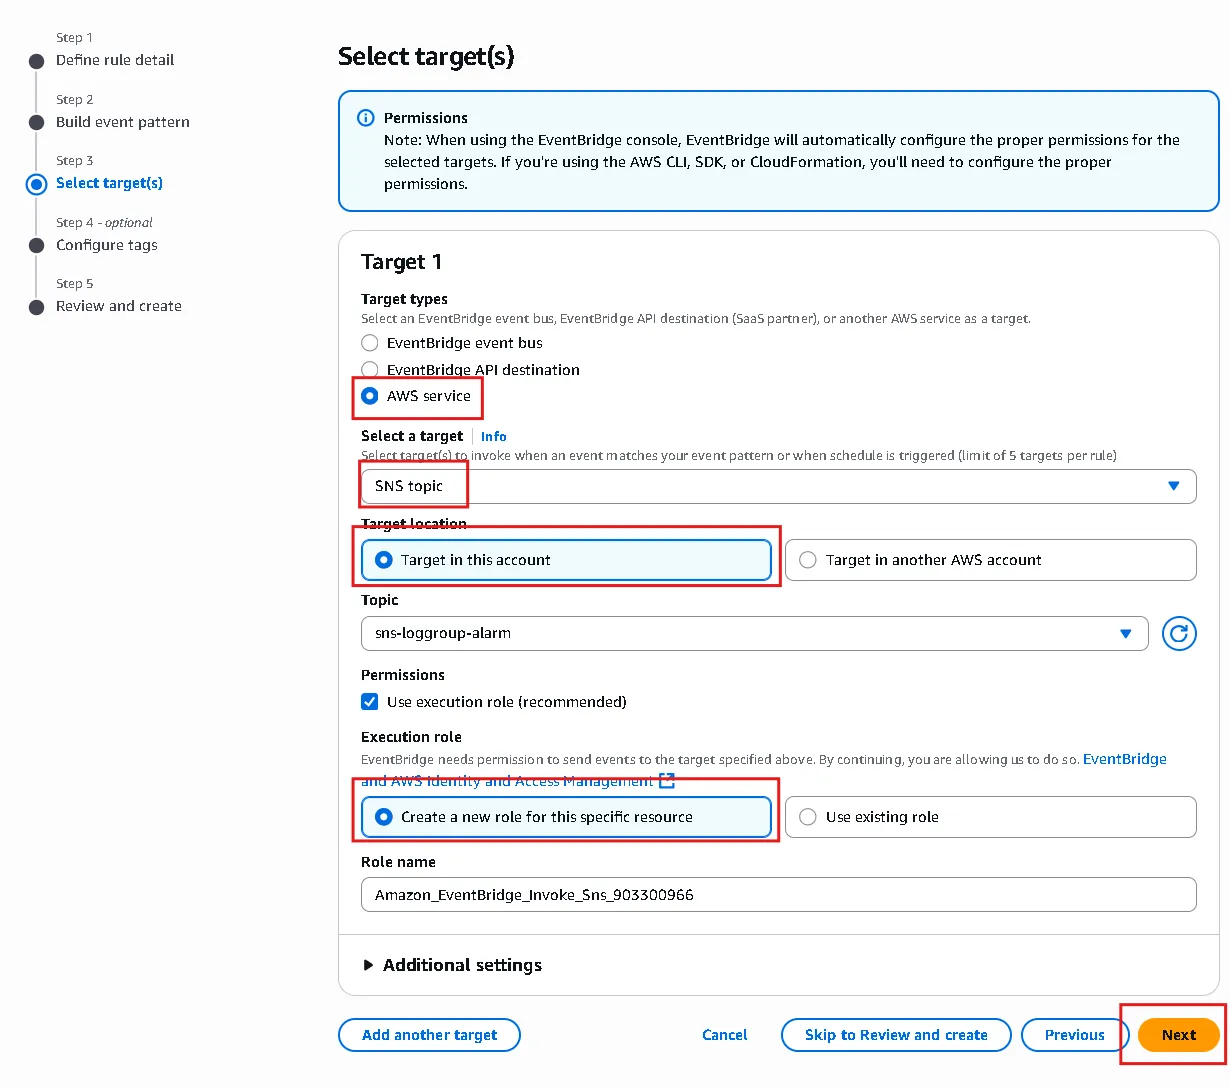 Step 1
Define rule detail
Step 2
Build event pattern
Step 3
Select target(s)
Step 4 - optional
Configure tags
Step 5
Review and create
Select target(s)
Permissions
Note: When using the EventBridge console, EventBridge will automatically configure the proper permissions for the
selected targets. If you're using the AWS CLI, SDK, or CloudFormation, you'll need to configure the proper
permissions.
Target 1
Target types
Select an EventBridge event bus, EventBridge API destination (SaaS partner), or another AWS service as a target.
EventBridge event bus
EventBridge API destination
AWS service
Select a target Info
Select target(s) to invoke when an event matches your event pattern or when schedule is triggered (limit of 5 targets per rule)
SNS topic
Target location
Target in this account
Target in another AWS account
Topic
sns-loggroup-alarm
Permissions
Use execution role (recommended)
Execution role
EventBridge needs permission to send events to the target specified above. By continuing, you are allowing us to do so. EventBridge
and AWS Identity and Access Management
Create a new role for this specific resource
Use existing role
Role name
Amazon_EventBridge_Invoke_Sns_903300966
Additional settings
Add another target
Cancel
Skip to Review and create
Previous
Next